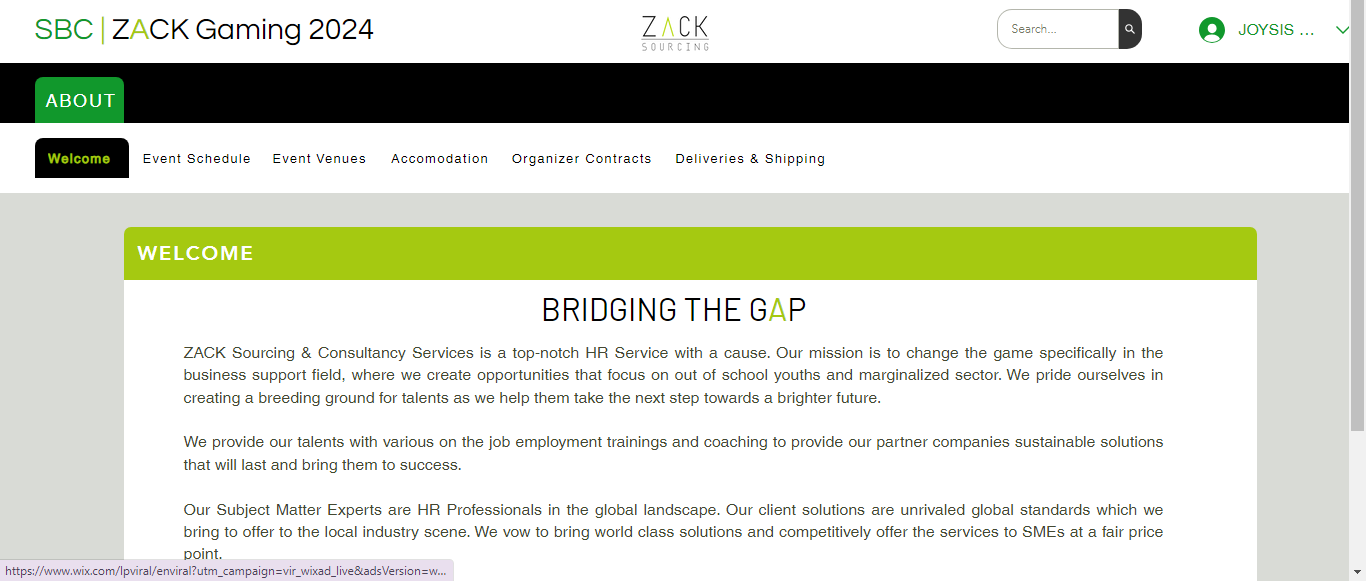 SBC | ZACK Gaming 2024
ZACK
SOURCING
Search...
JOYSIS ...
ABOUT
Welcome
Event Schedule
Event Venues
Accomodation
Organizer Contracts
Deliveries & Shipping
WELCOME
BRIDGING THE GAP
ZACK Sourcing & Consultancy Services is a top-notch HR Service with a cause. Our mission is to change the game specifically in the
business support field, where we create opportunities that focus on out of school youths and marginalized sector. We pride ourselves in
creating a breeding ground for talents as we help them take the next step towards a brighter future.
We provide our talents with various on the job employment trainings and coaching to provide our partner companies sustainable solutions
that will last and bring them to success.
Our Subject Matter Experts are HR Professionals in the global landscape. Our client solutions are unrivaled global standards which we
bring to offer to the local industry scene. We vow to bring world class solutions and competitively offer the services to SMEs at a fair price
point.
https://www.wix.com/lpviral/enviral?utm_campaign=vir_wixad_live&adsVersion=w...